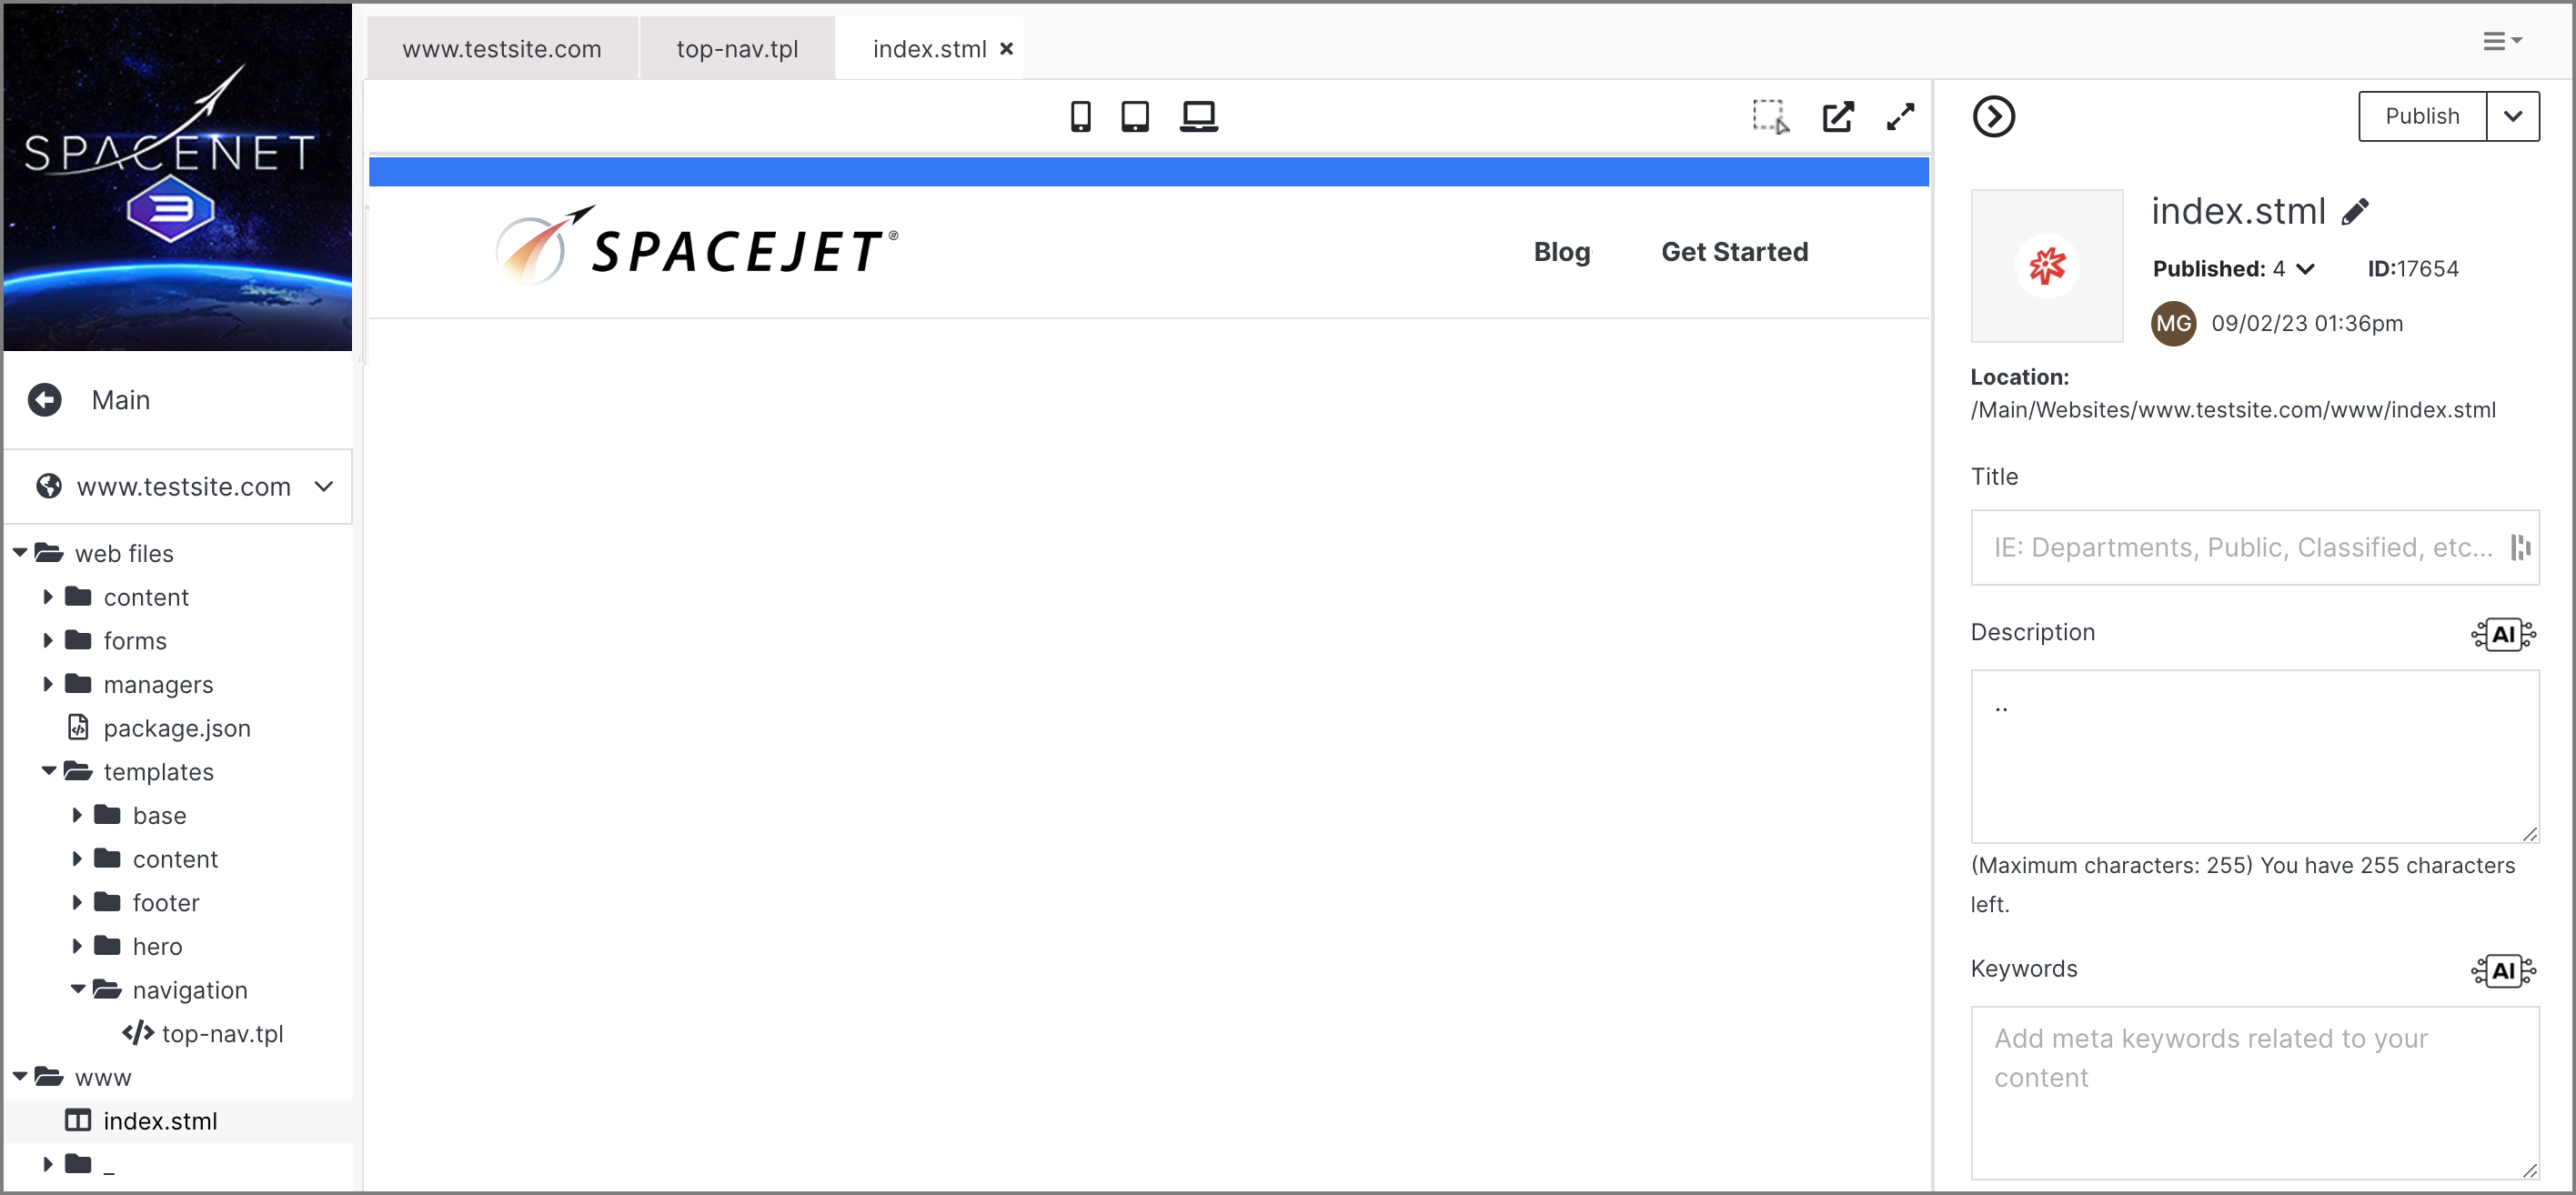 SPACENET
Main
www.testsite.com
web files
content
forms
managers
package.json
templates
base
content
footer
hero
navigation
top-nav.tpl
www
index.stml
_
www.testsite.com
top-nav.tpl
index.stml
SPACEJET®
Blog
Get Started
Publish
index.stml
Published: 4
ID:17654
MG
09/02/23 01:36pm
Location:
/Main/Websites/www.testsite.com/www/index.stml
Title
IE: Departments, Public, Classified, etc...
Description
AI
..
(Maximum characters: 255) You have 255 characters
left.
Keywords
AI
Add meta keywords related to your
content